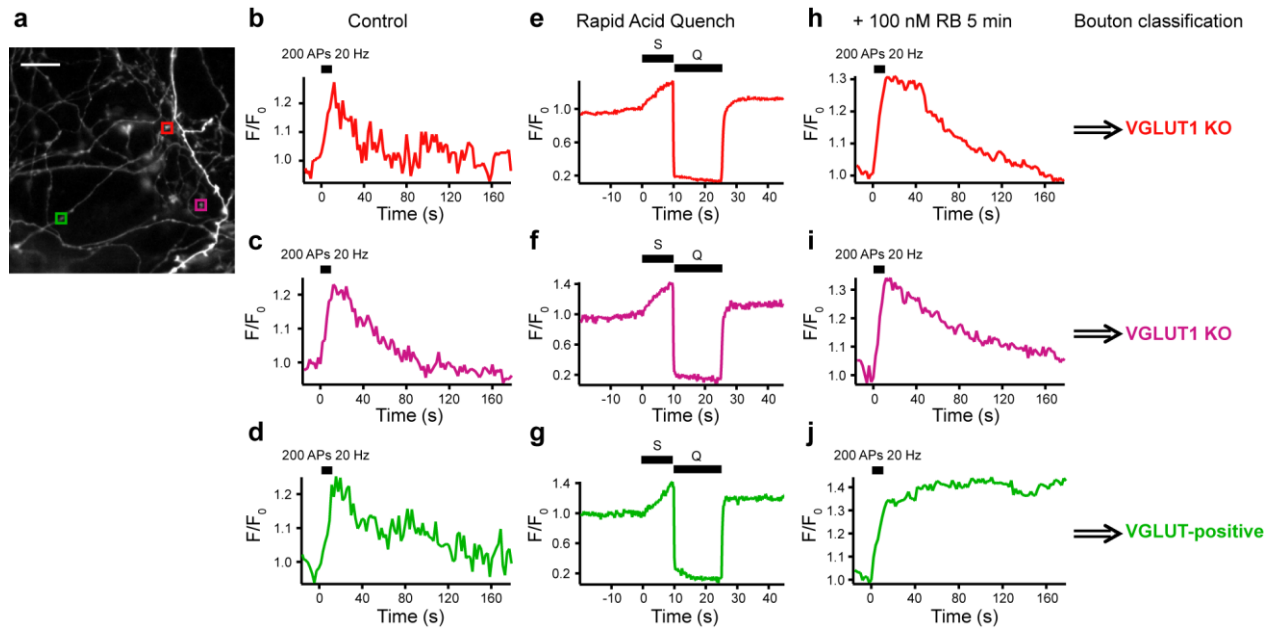 a
b
Control
e
Rapid Acid Quench
h
+ 100 nM RB 5 min
Bouton classification
200 APs 20 Hz
S
Q
200 APs 20 Hz
F/F0
1.2
1.1
1.0
0
40
80
120
160
Time (s)
F/F0
1.0
0.6
0.2
-10
0
10
20
30
40
Time (s)
F/F0
1.3
1.2
1.1
1.0
0
40
80
120
160
Time (s)
VGLUT1 KO
c
f
i
200 APs 20 Hz
S
Q
200 APs 20 Hz
F/F0
1.2
1.1
1.0
0
40
80
120
160
Time (s)
F/F0
1.4
1.0
0.6
0.2
-10
0
10
20
30
40
Time (s)
F/F0
1.3
1.2
1.1
1.0
0
40
80
120
160
Time (s)
VGLUT1 KO
d
g
j
200 APs 20 Hz
S
Q
200 APs 20 Hz
F/F0
1.2
1.1
1.0
0
40
80
120
160
Time (s)
F/F0
1.4
1.0
0.6
0.2
-10
0
10
20
30
40
Time (s)
F/F0
1.4
1.3
1.2
1.1
1.0
0
40
80
120
160
Time (s)
VGLUT-positive